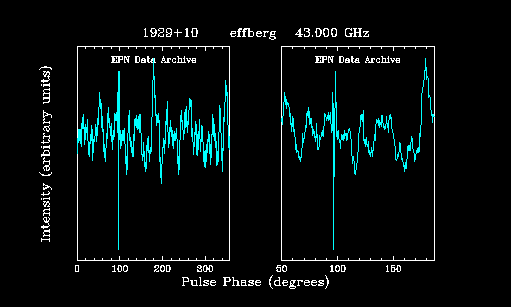 1929+10 effberg 43.000 GHz
EPN Data Archive EPN Data Archive
Intensity (arbitrary units)
0 100 200 300 50 100 150
Pulse Phase (degrees)